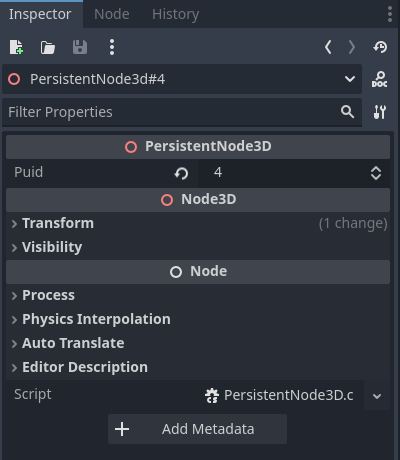 Inspector Node History
PersistentNode3d#4
DOC
Filter Properties
PersistentNode3D
Puid 4
Node3D
Transform (1 change)
Visibility
Node
Process
Physics Interpolation
Auto Translate
Editor Description
Script C# PersistentNode3D.c
Add Metadata